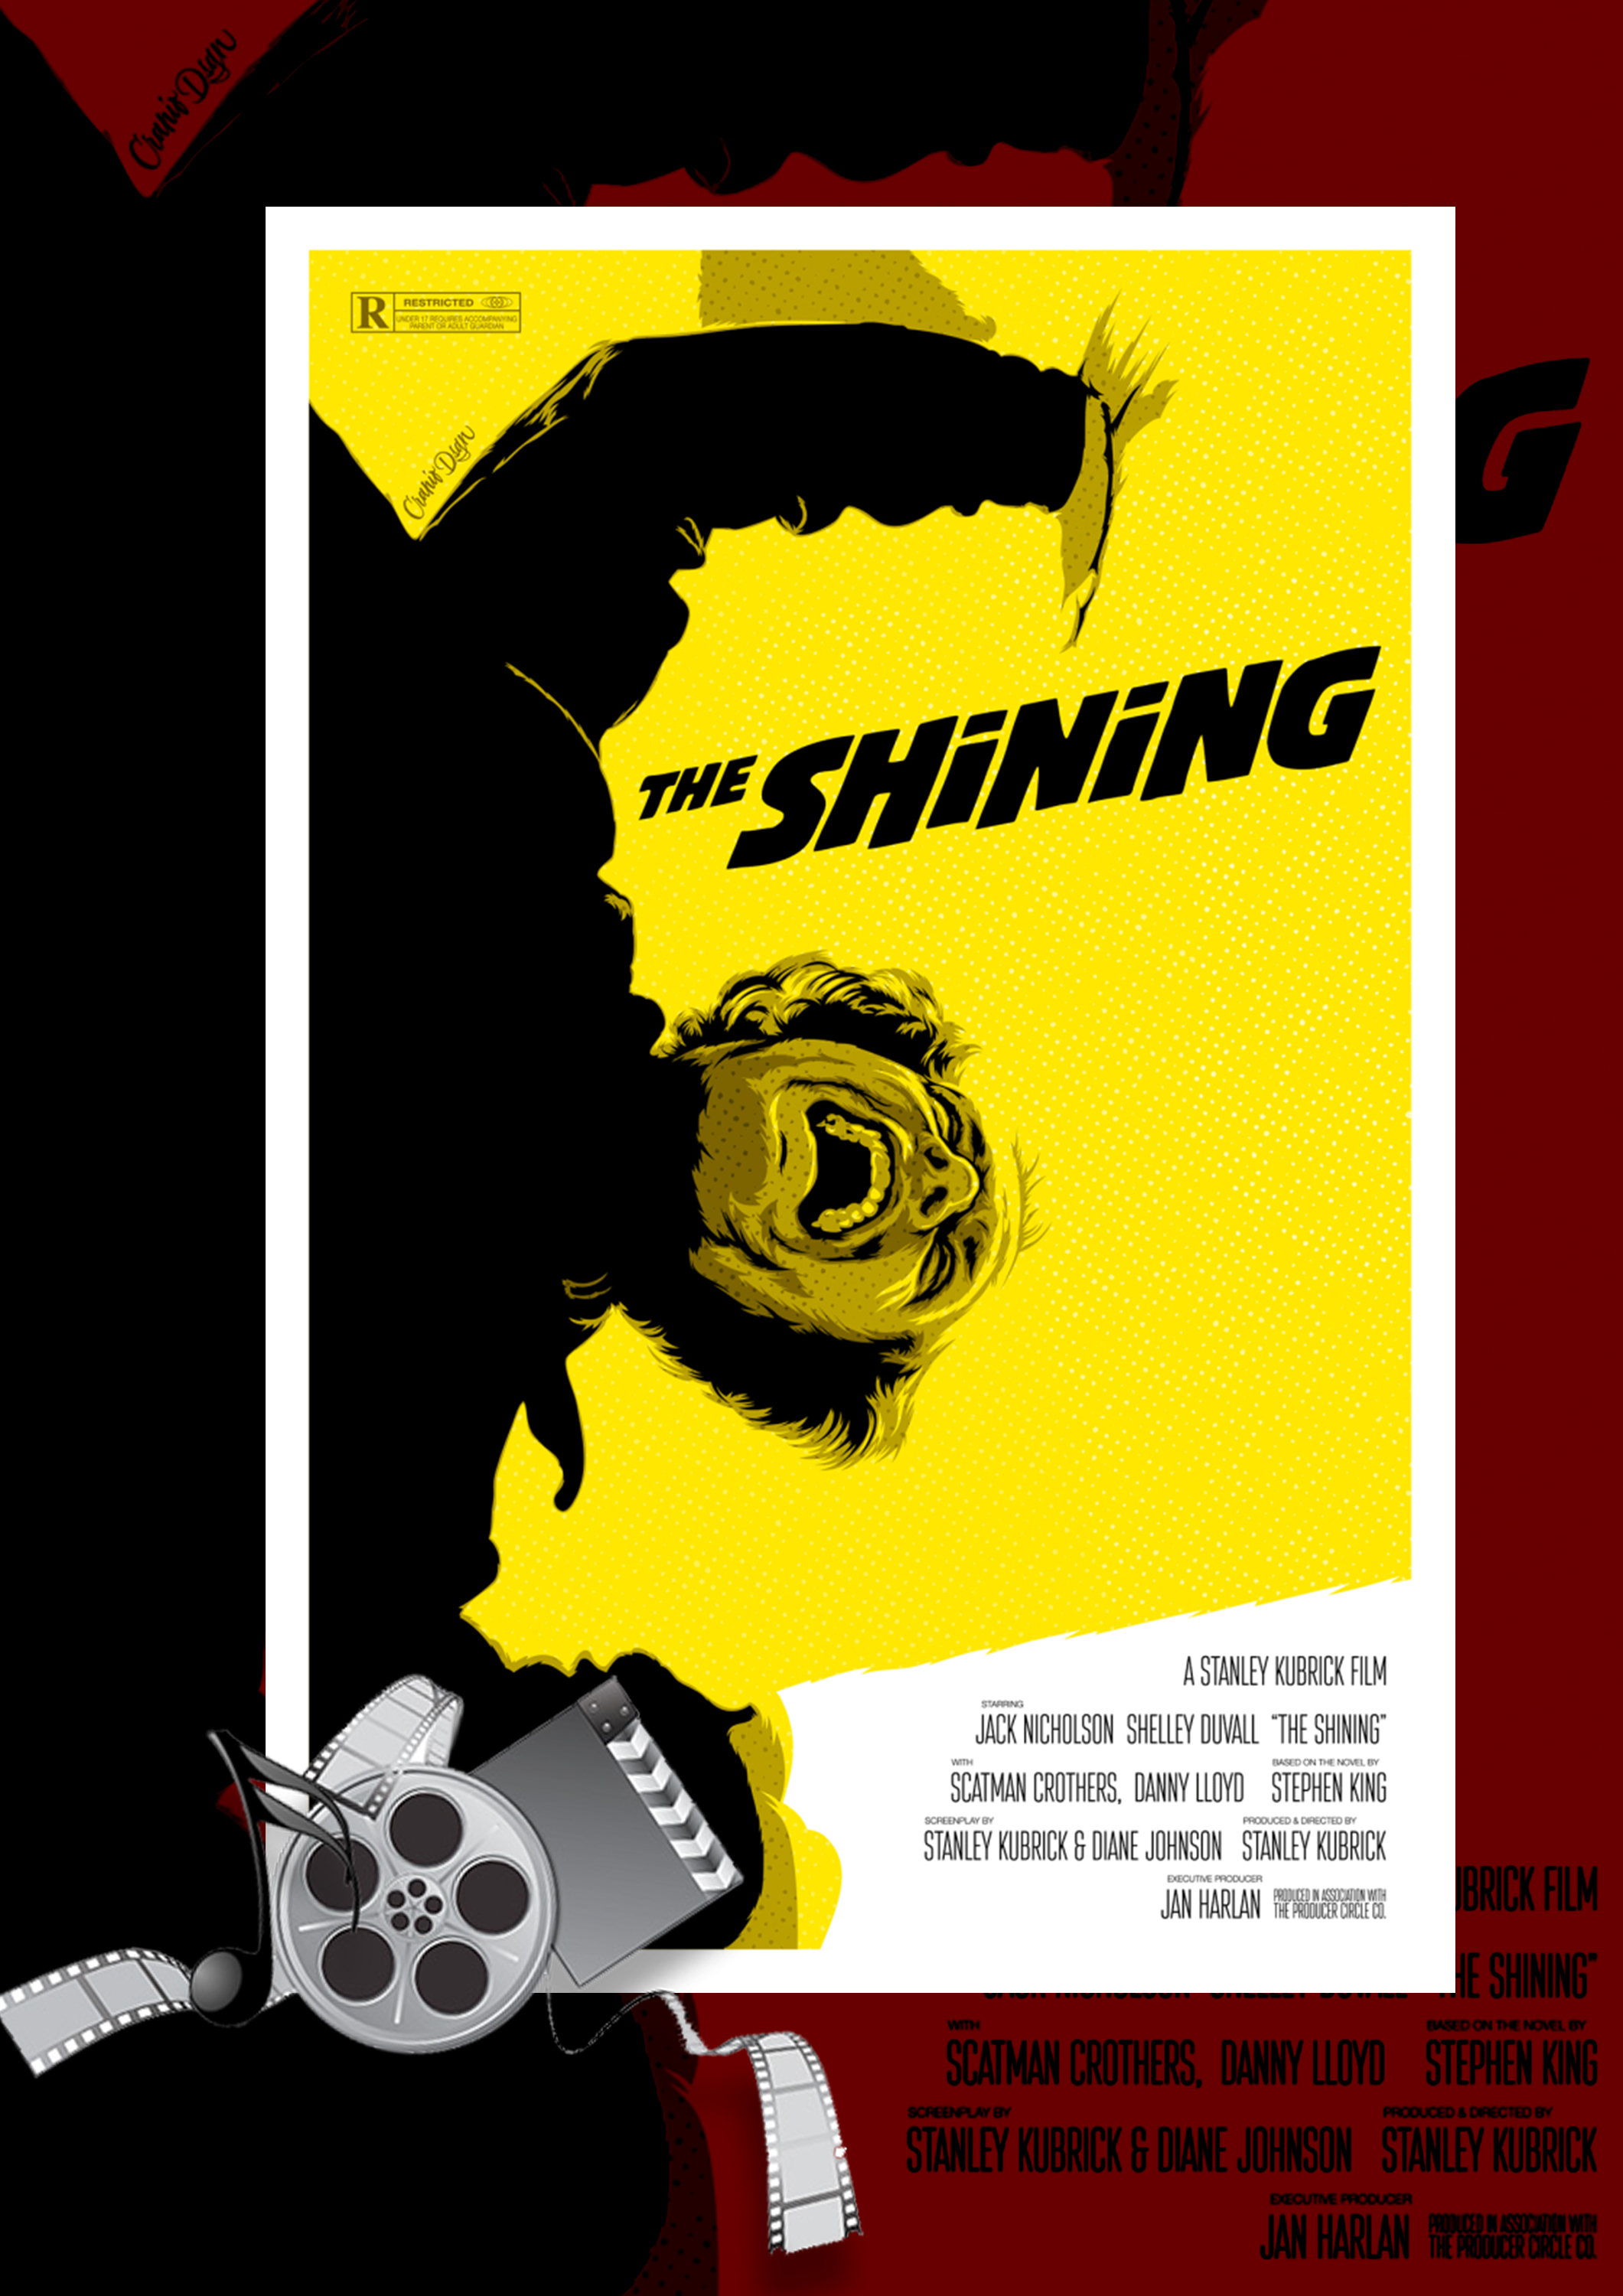 Cranio Dsgn
R RESTRICTED
UNDER 17 REQUIRES ACCOMPANYING
PARENT OR ADULT GUARDIAN
Cranio Dsgn
G
THE SHiNiNG
A STANLEY KUBRICK FILM
STARRING
JACK NICHOLSON SHELLEY DUVALL “THE SHINING”
WITH BASED ON THE NOVEL BY
SCATMAN CROTHERS, DANNY LLOYD STEPHEN KING
SCREENPLAY BY PRODUCED & DIRECTED BY
STANLEY KUBRICK & DIANE JOHNSON STANLEY KUBRICK
EXECUTIVE PRODUCER
JAN HARLAN PRODUCED IN ASSOCIATION WITH
THE PRODUCER CIRCLE CO.
UBRICK FILM
HE SHINING”
WITH BASED ON THE NOVEL BY
SCATMAN CROTHERS, DANNY LLOYD STEPHEN KING
SCREENPLAY BY PRODUCED & DIRECTED BY
STANLEY KUBRICK & DIANE JOHNSON STANLEY KUBRICK
EXECUTIVE PRODUCER
JAN HARLAN PRODUCED IN ASSOCIATION WITH
THE PRODUCER CIRCLE CO.